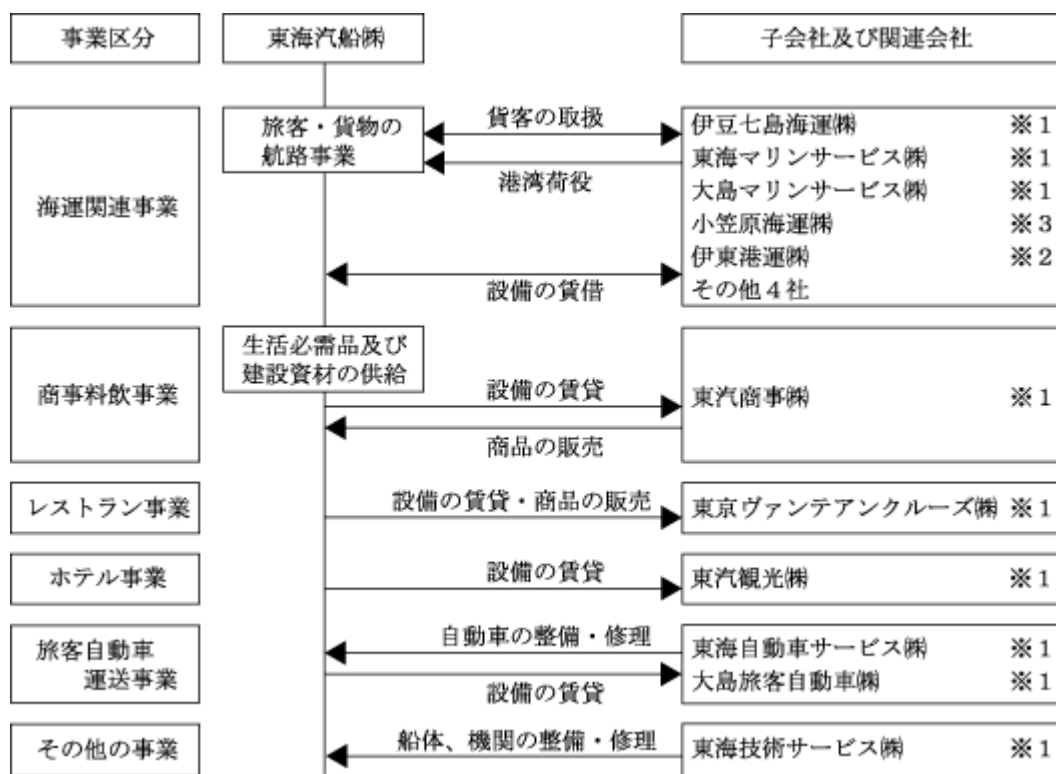 事業区分
東海汽船㈱
子会社及び関連会社
海運関連事業
旅客・貨物の
航路事業
貨客の取扱
港湾荷役
設備の賃借
伊豆七島海運㈱ ※1
東海マリンサービス㈱ ※1
大島マリンサービス㈱ ※1
小笠原海運㈱ ※3
伊東港運㈱ ※2
その他4社
商事料飲事業
生活必需品及び
建設資材の供給
設備の賃貸
商品の販売
東汽商事㈱ ※1
レストラン事業
設備の賃貸・商品の販売
東京ヴァンテアンクルーズ㈱ ※1
ホテル事業
設備の賃貸
東汽観光㈱ ※1
旅客自動車
運送事業
自動車の整備・修理
設備の賃貸
東海自動車サービス㈱ ※1
大島旅客自動車㈱ ※1
その他の事業
船体、機関の整備・修理
東海技術サービス㈱ ※1